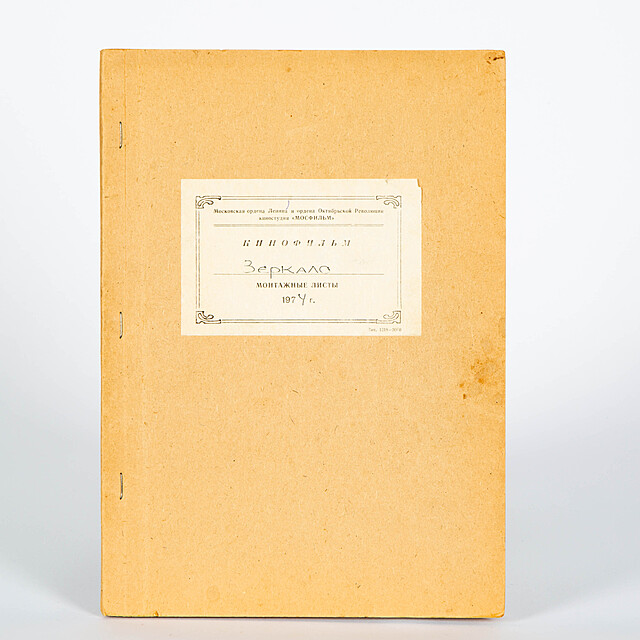 Московская ордена Ленина и ордена Октябрьской Революции
киностудия «МОСФИЛЬМ»
КИНОФИЛЬМ
Зеркало
МОНТАЖНЫЕ ЛИСТЫ
1974 г.